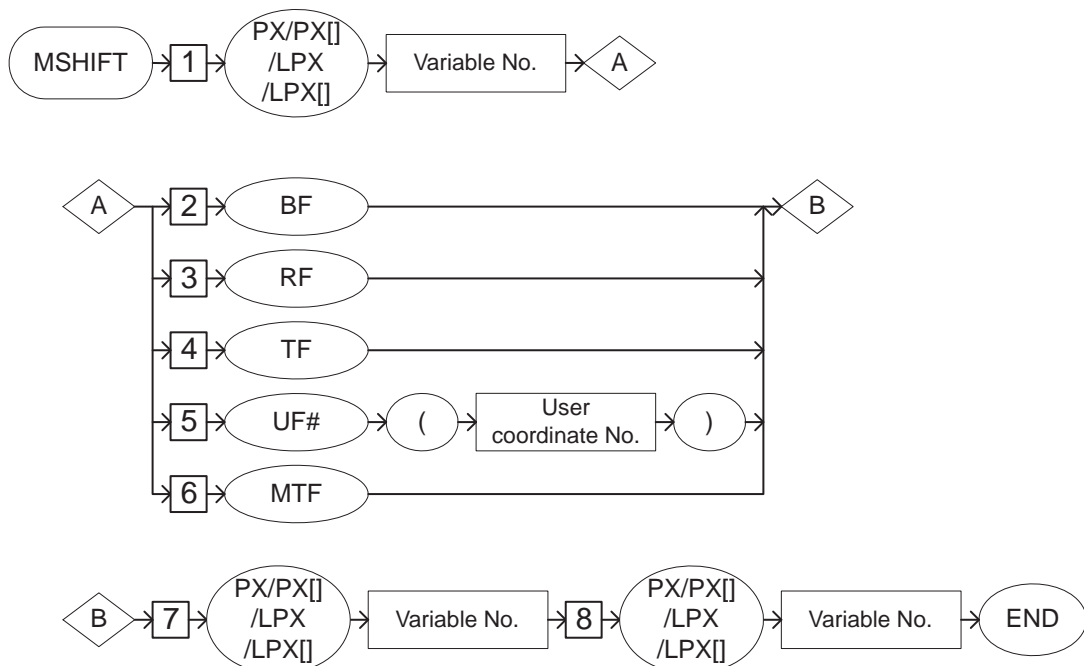 MSHIFT 1 PX/PX[] /LPX /LPX[] Variable No. A
A 2 BF B
3 RF
4 TF
5 UF# ( User coordinate No. )
6 MTF
B 7 PX/PX[] /LPX /LPX[] Variable No. 8 PX/PX[] /LPX /LPX[] Variable No. END